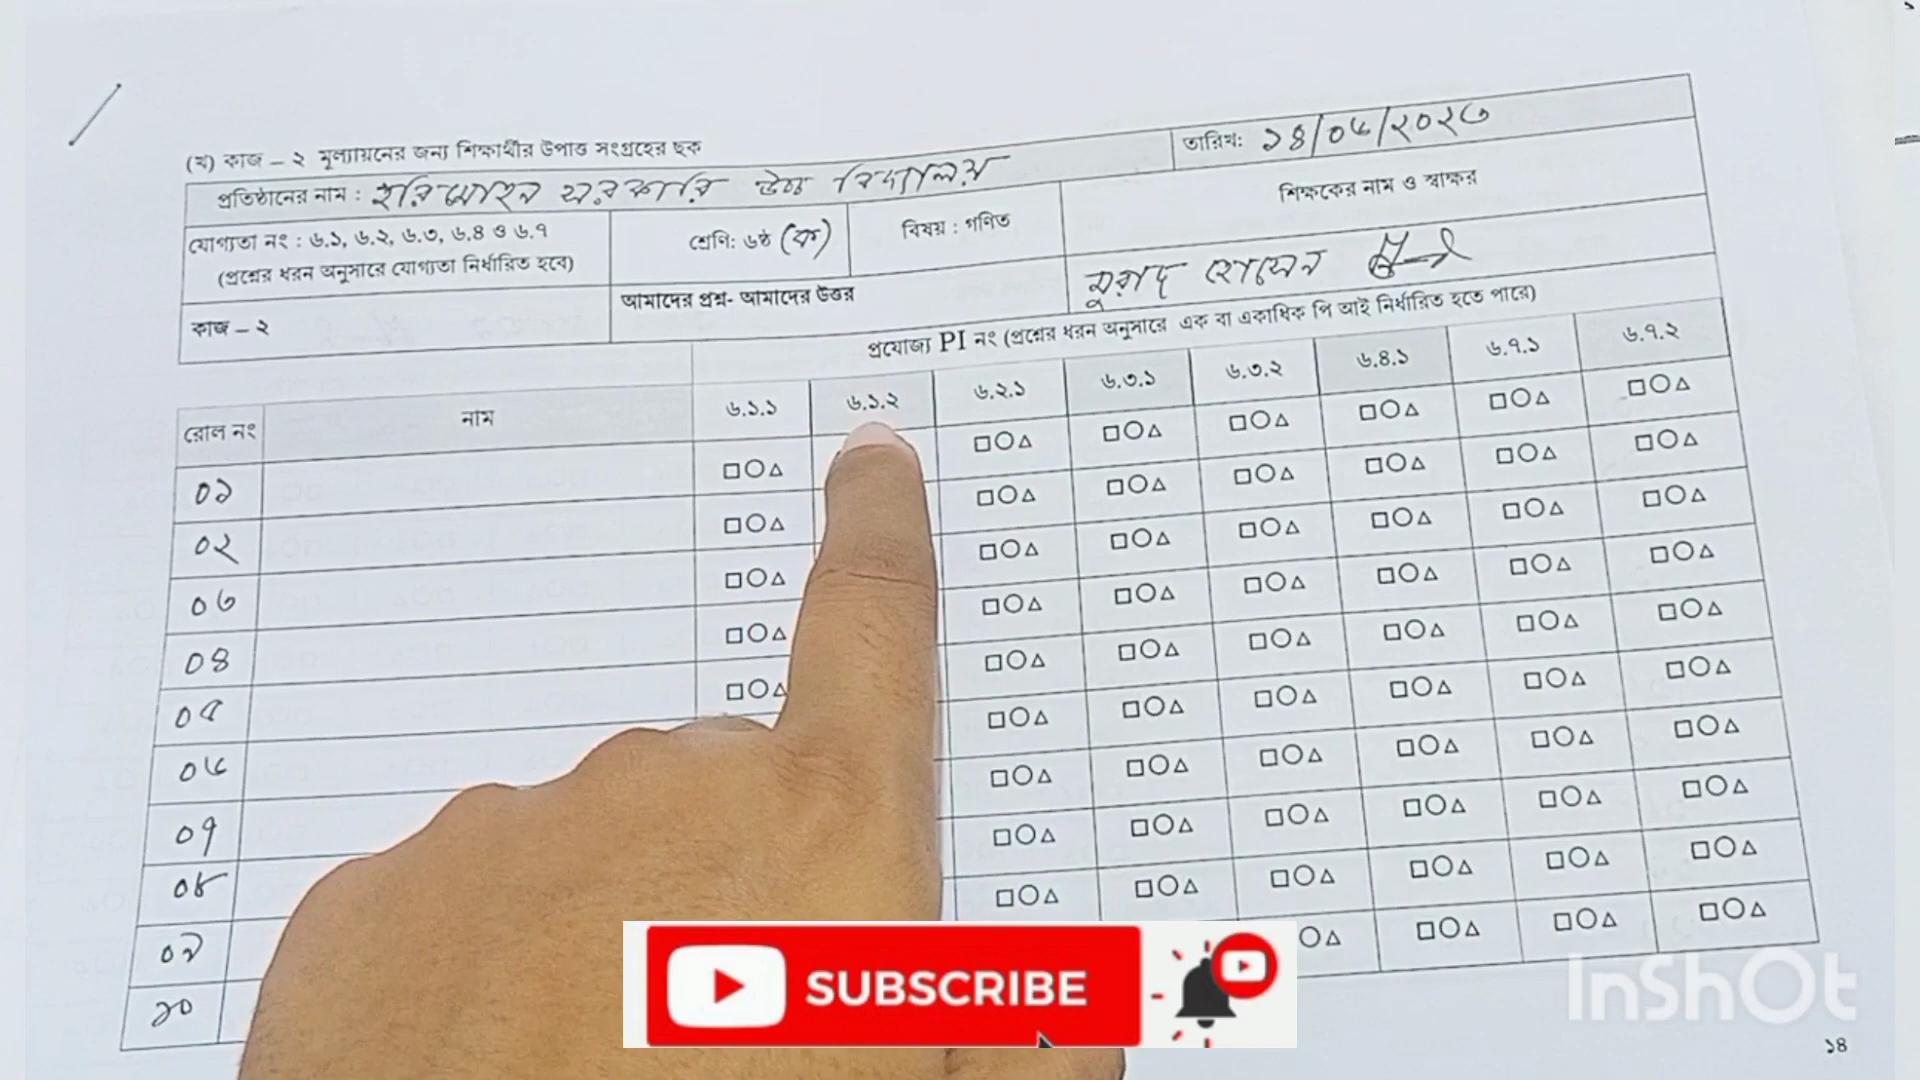 (খ) কাজ – ২ মূল্যায়নের জন্য শিক্ষার্থীর উপাত্ত সংগ্রহের ছক
প্রতিষ্ঠানের নাম : হরিমোহন সরকারি উচ্চ বিদ্যালয়
তারিখ: ১৪/০৬/২০২৩
যোগ্যতা নং : ৬.১, ৬.২, ৬.৩, ৬.৪ ও ৬.৭
(প্রশ্নের ধরন অনুসারে যোগ্যতা নির্ধারিত হবে)
শ্রেণি: ৬ষ্ঠ (ক)
বিষয় : গণিত
শিক্ষকের নাম ও স্বাক্ষর
মুরাদ হোসেন
কাজ – ২
আমাদের প্রশ্ন- আমাদের উত্তর
প্রযোজ্য PI নং (প্রশ্নের ধরন অনুসারে এক বা একাধিক পি আই নির্ধারিত হতে পারে)
রোল নং নাম ৬.১.১ ৬.১.২ ৬.২.১ ৬.৩.১ ৬.৩.২ ৬.৪.১ ৬.৭.১ ৬.৭.২
০১
০২
০৩
০৪
০৫
০৬
০৭
০৮
০৯
১০
SUBSCRIBE
InShOt
১৪